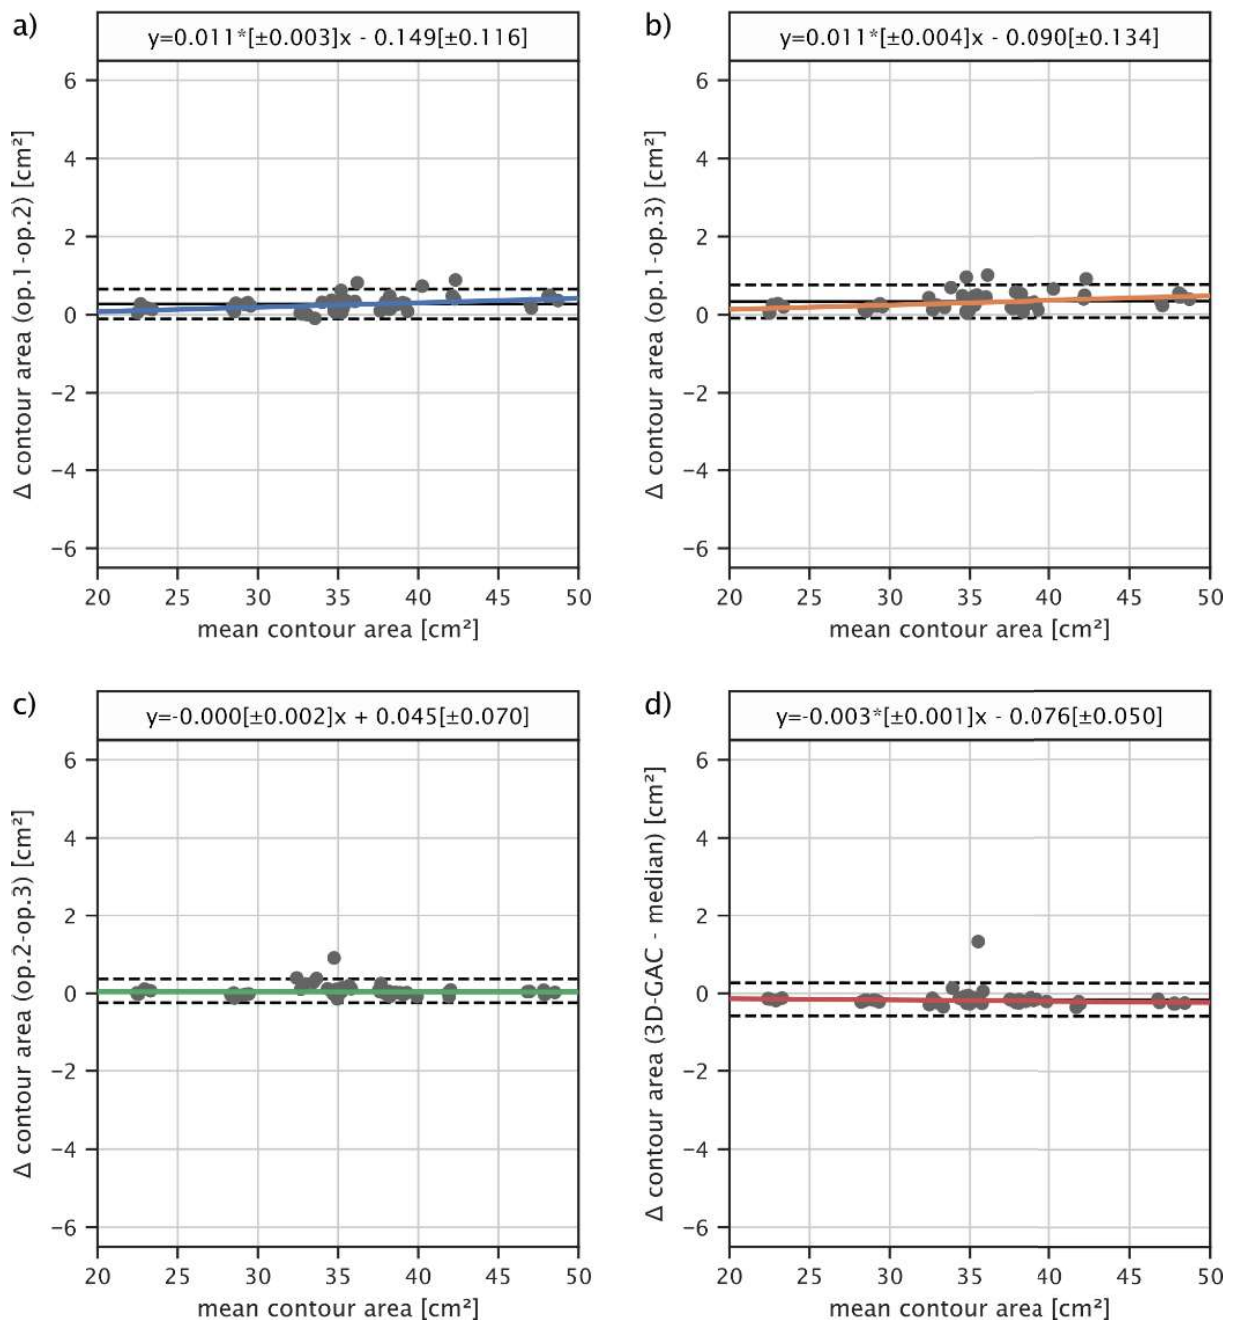 a)
y=0.011*[±0.003]x - 0.149[±0.116]
6
4
2
0
−2
−4
−6
Δ contour area (op.1-op.2) [cm²]
20 25 30 35 40 45 50
mean contour area [cm²]
b)
y=0.011*[±0.004]x - 0.090[±0.134]
6
4
2
0
−2
−4
−6
Δ contour area (op.1-op.3) [cm²]
20 25 30 35 40 45 50
mean contour area [cm²]
c)
y=-0.000[±0.002]x + 0.045[±0.070]
6
4
2
0
−2
−4
−6
Δ contour area (op.2-op.3) [cm²]
20 25 30 35 40 45 50
mean contour area [cm²]
d)
y=-0.003*[±0.001]x - 0.076[±0.050]
6
4
2
0
−2
−4
−6
Δ contour area (3D-GAC - median) [cm²]
20 25 30 35 40 45 50
mean contour area [cm²]